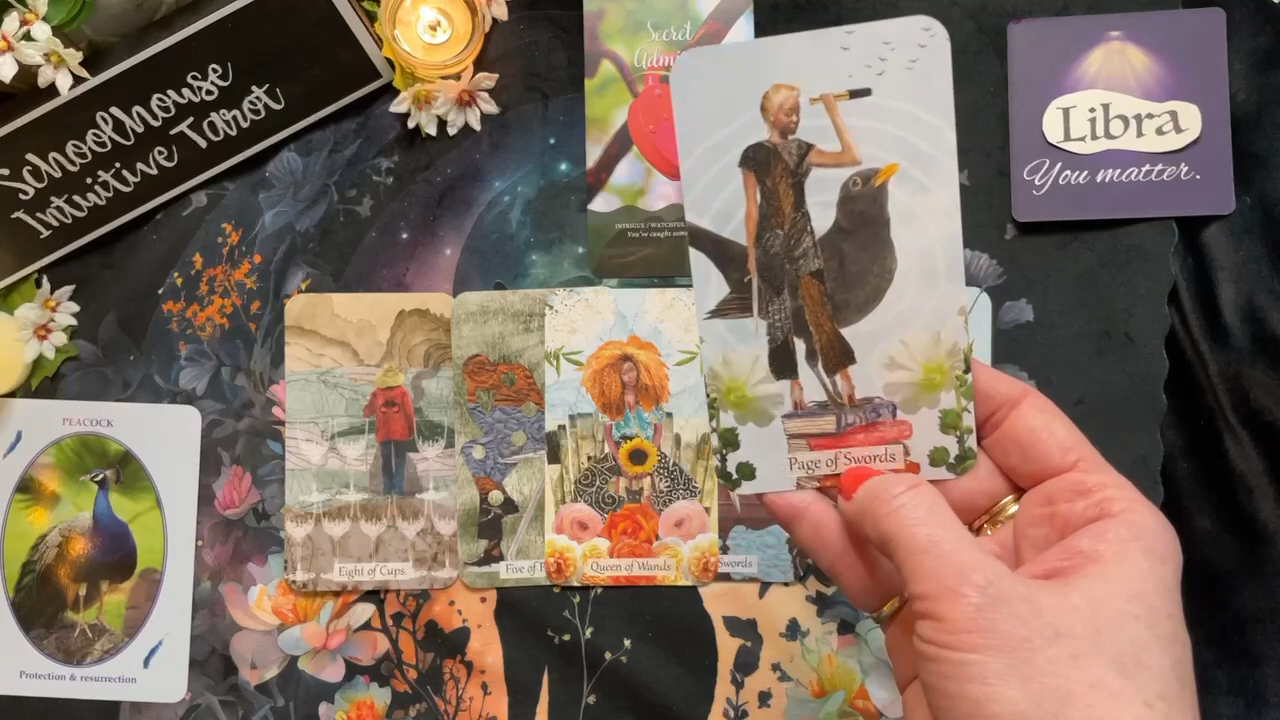 Schoolhouse
Intuitive Tarot
Secret
INTRIGUE / WATCHFUL
You've caught
Libra
You matter.
Page of Swords
PEACOCK
Protection & resurrection
Eight of Cups
Five of
Queen of Wands
Swords